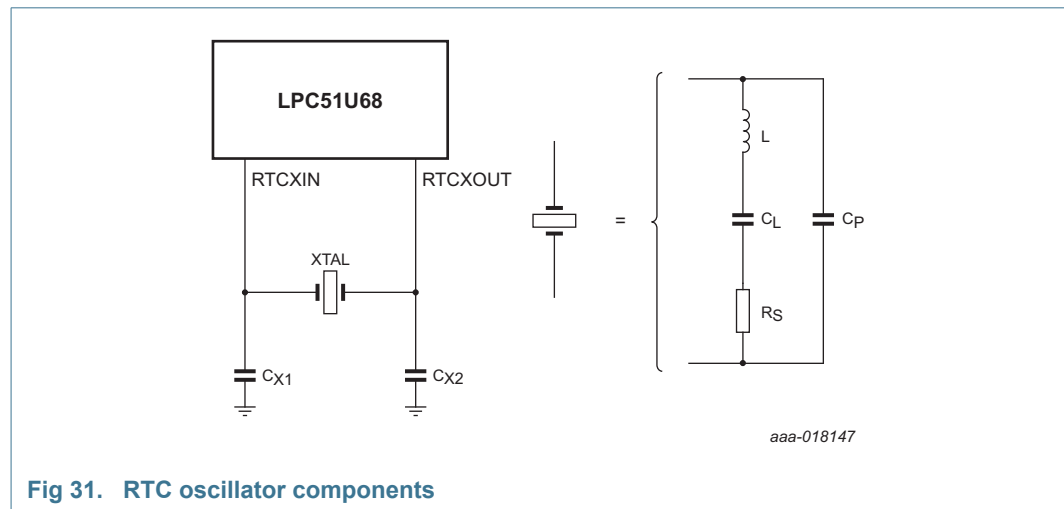 LPC51U68
RTCXIN
RTCXOUT
XTAL
CX1
CX2
=
L
CL
CP
RS
aaa-018147
Fig 31. RTC oscillator components